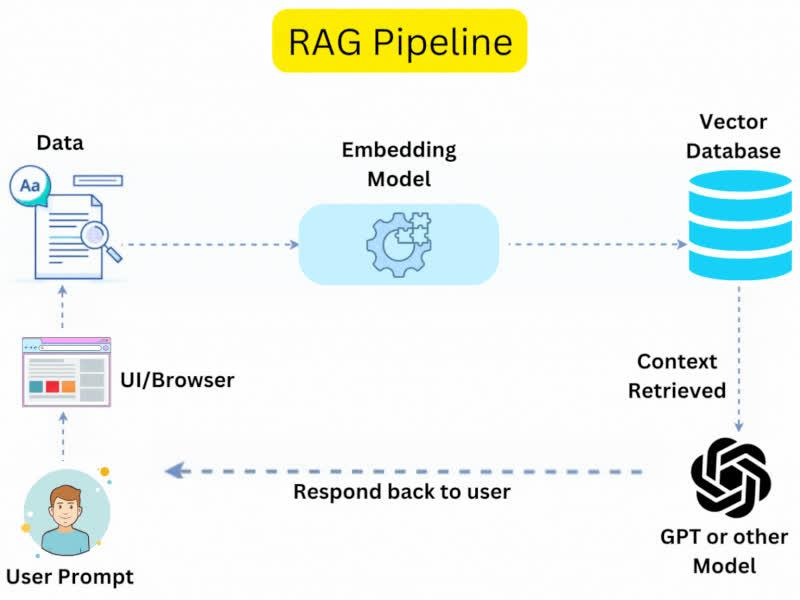 RAG Pipeline
Data
Aa
Embedding
Model
Vector
Database
UI/Browser
Context
Retrieved
Respond back to user
User Prompt
GPT or other
Model